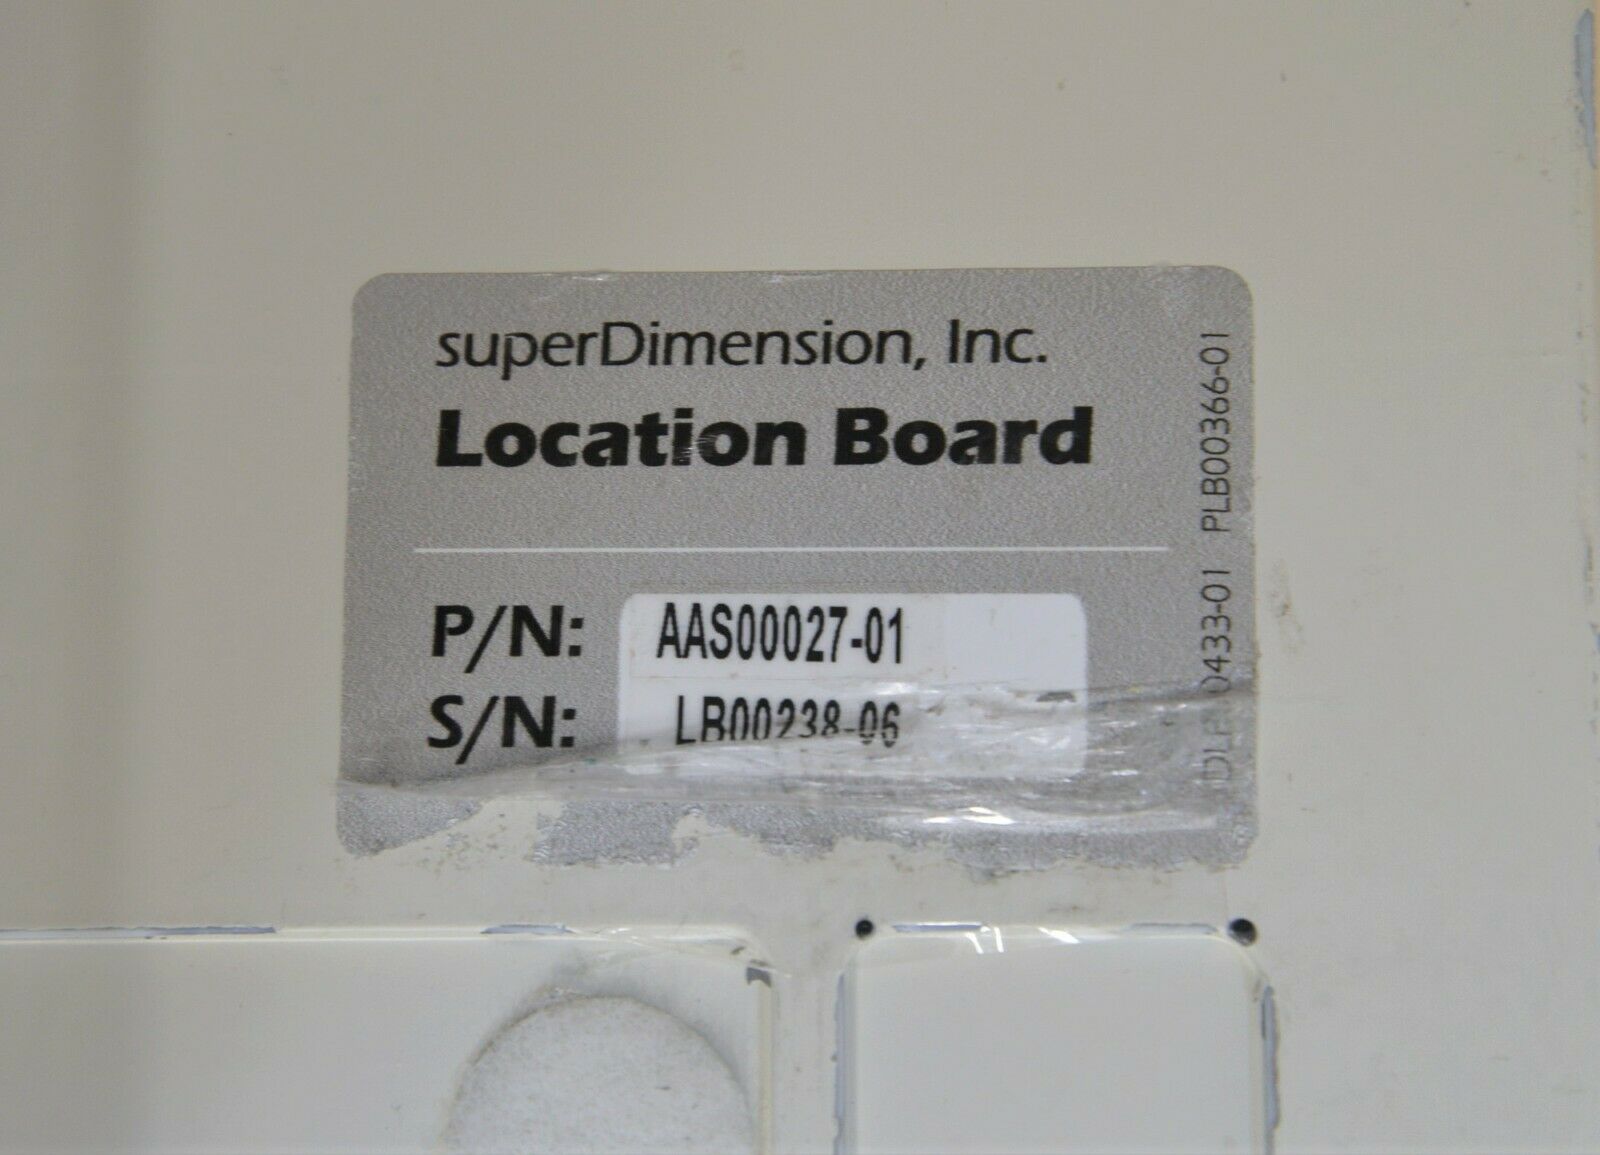 superDimension, Inc.
Location Board
P/N: AAS00027-01
S/N: LB00238-06
0433-01 PLB00366-01